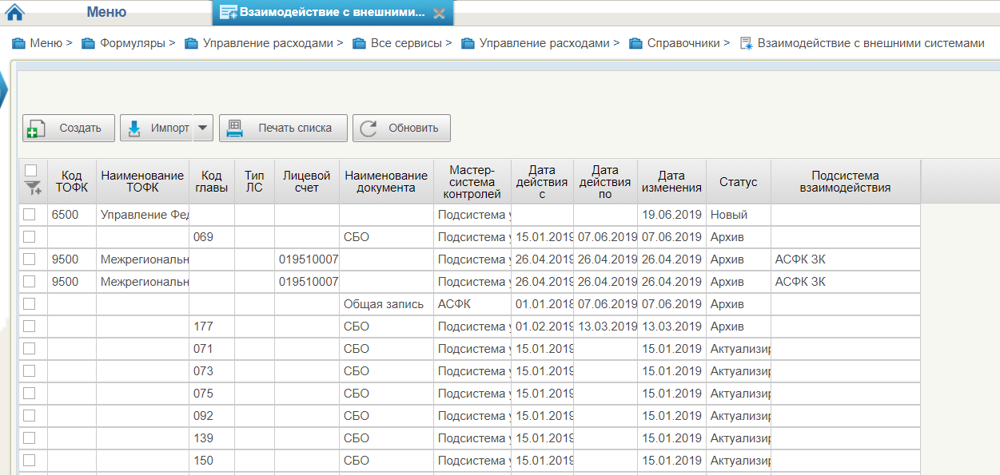 Меню
Взаимодействие с внешними...
Меню > Формуляры > Управление расходами > Все сервисы > Управление расходами > Справочники > Взаимодействие с внешними системами
Создать Импорт Печать списка Обновить
Код ТОФК Наименование ТОФК Код главы Тип ЛС Лицевой счет Наименование документа Мастер-система контролей Дата действия с Дата действия по Дата изменения Статус Подсистема взаимодействия
6500 Управление Фед Подсистема у 19.06.2019 Новый
069 СБО Подсистема у 15.01.2019 07.06.2019 07.06.2019 Архив
9500 Межрегиональн 019510007 Подсистема у 26.04.2019 26.04.2019 26.04.2019 Архив АСФК ЗК
9500 Межрегиональн 019510007 Подсистема у 26.04.2019 26.04.2019 26.04.2019 Архив АСФК ЗК
Общая запись АСФК 01.01.2018 07.06.2019 07.06.2019 Архив
177 СБО Подсистема у 01.02.2019 13.03.2019 13.03.2019 Архив
071 СБО Подсистема у 15.01.2019 15.01.2019 Актуализир
073 СБО Подсистема у 15.01.2019 15.01.2019 Актуализир
075 СБО Подсистема у 15.01.2019 15.01.2019 Актуализир
092 СБО Подсистема у 15.01.2019 15.01.2019 Актуализир
139 СБО Подсистема у 15.01.2019 15.01.2019 Актуализир
150 СБО Подсистема у 15.01.2019 15.01.2019 Актуализир